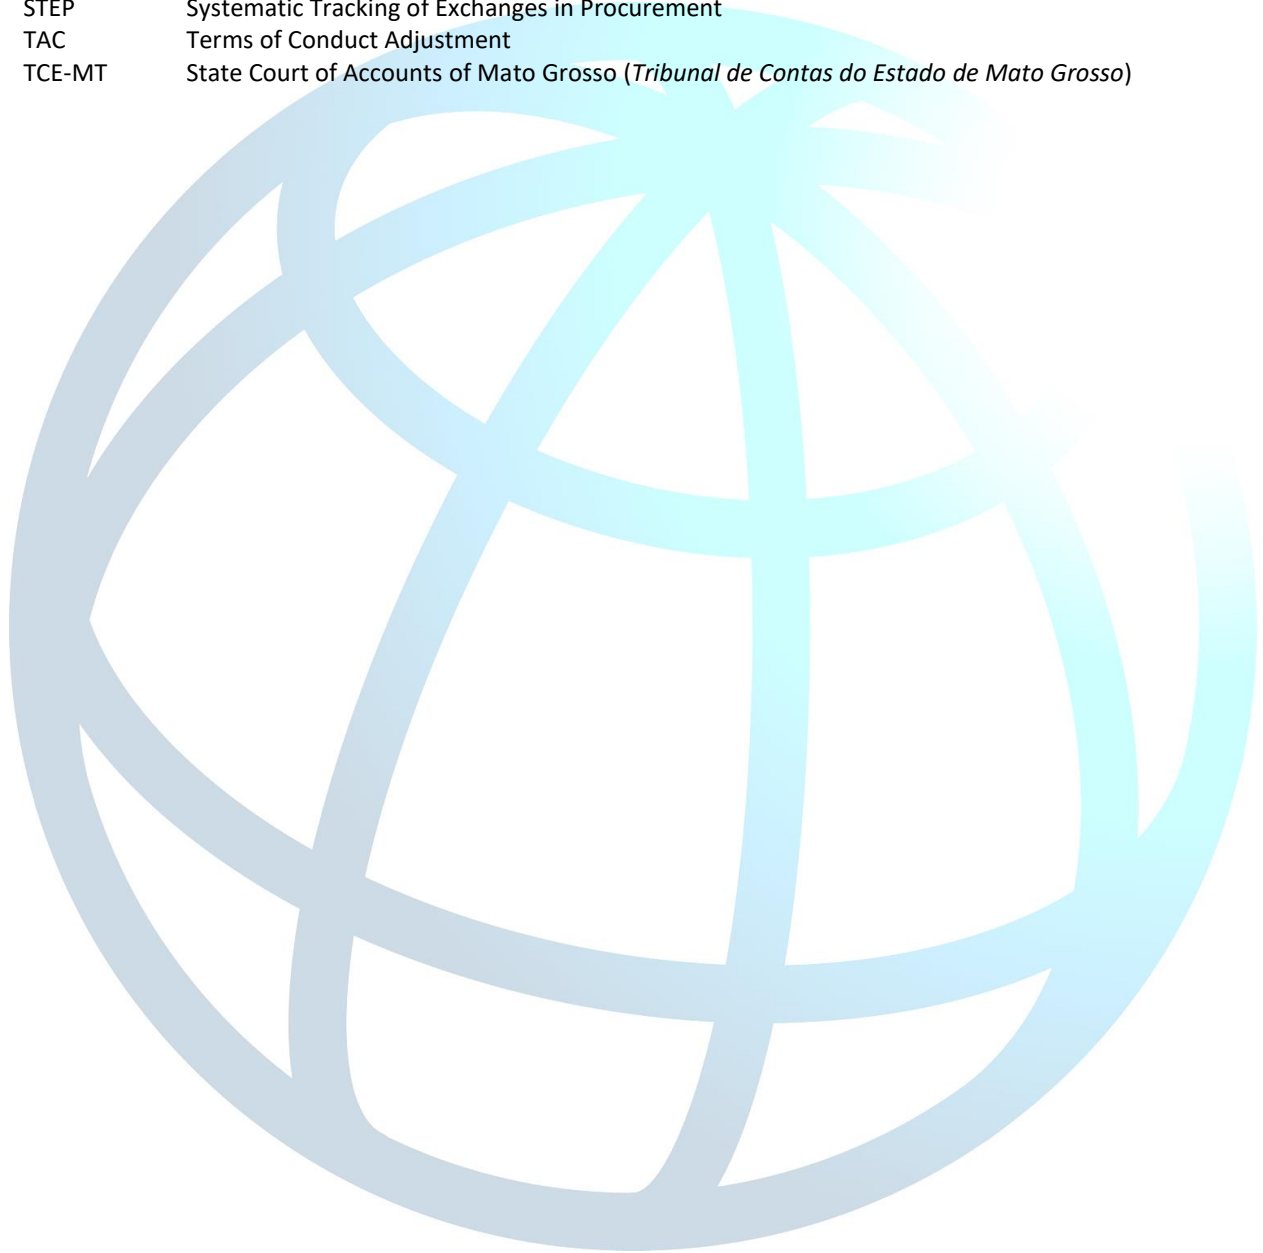 STEP Systematic Tracking of Exchanges in Procurement
TAC Terms of Conduct Adjustment
TCE-MT State Court of Accounts of Mato Grosso (Tribunal de Contas do Estado de Mato Grosso)